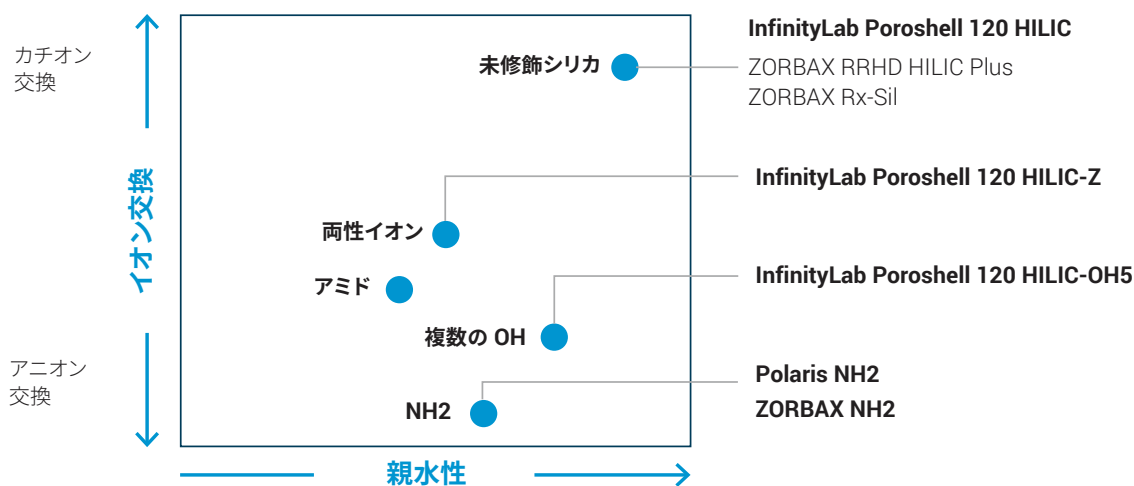 カチオン
交換
未修飾シリカ
InfinityLab Poroshell 120 HILIC
ZORBAX RRHD HILIC Plus
ZORBAX Rx-Sil
イオン交換
両性イオン
InfinityLab Poroshell 120 HILIC-Z
アミド
InfinityLab Poroshell 120 HILIC-OH5
複数の OH
アニオン
交換
NH2
Polaris NH2
ZORBAX NH2
親水性